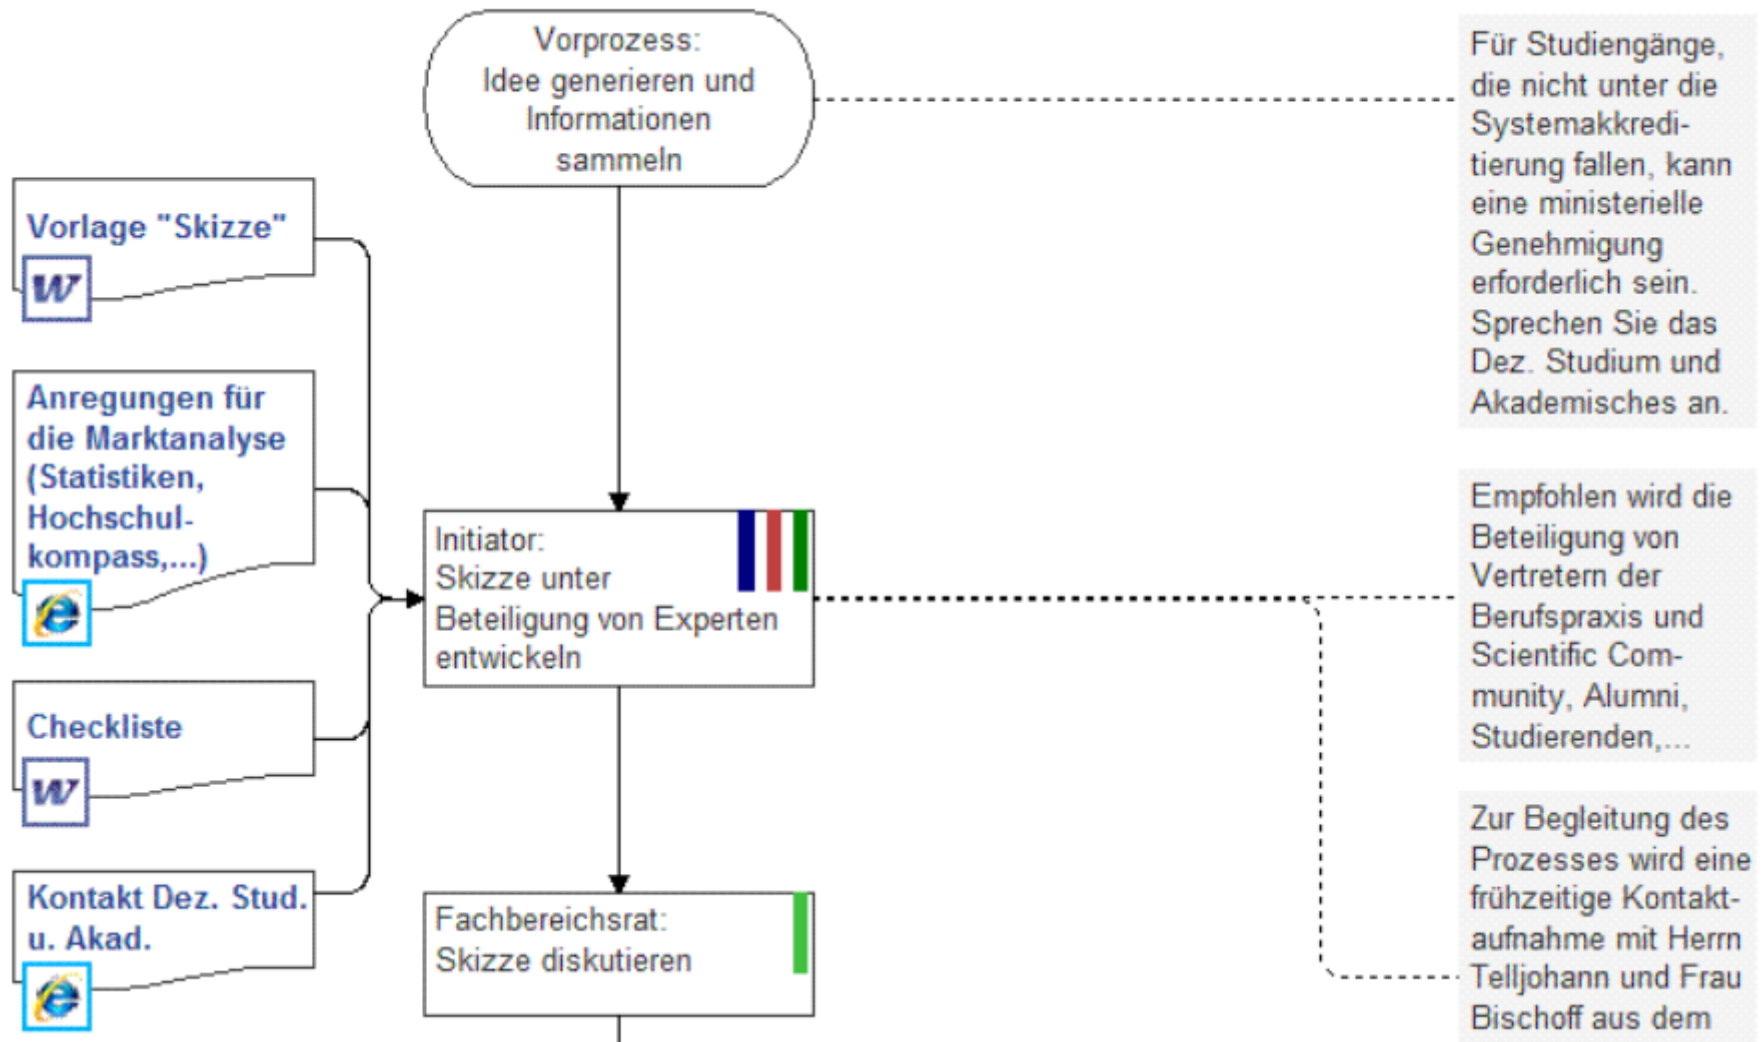 Vorprozess:
Idee generieren und
Informationen
sammeln
Für Studiengänge,
die nicht unter die
Systemakkredi-
tierung fallen, kann
eine ministerielle
Genehmigung
erforderlich sein.
Sprechen Sie das
Dez. Studium und
Akademisches an.
Vorlage "Skizze"
W
Anregungen für
die Marktanalyse
(Statistiken,
Hochschul-
kompass,...)
e
Checkliste
W
Kontakt Dez. Stud.
u. Akad.
e
Initiator:
Skizze unter
Beteiligung von Experten
entwickeln
Empfohlen wird die
Beteiligung von
Vertretern der
Berufspraxis und
Scientific Com-
munity, Alumni,
Studierenden,...
Fachbereichsrat:
Skizze diskutieren
Zur Begleitung des
Prozesses wird eine
frühzeitige Kontakt-
aufnahme mit Herrn
Telljohann und Frau
Bischoff aus dem